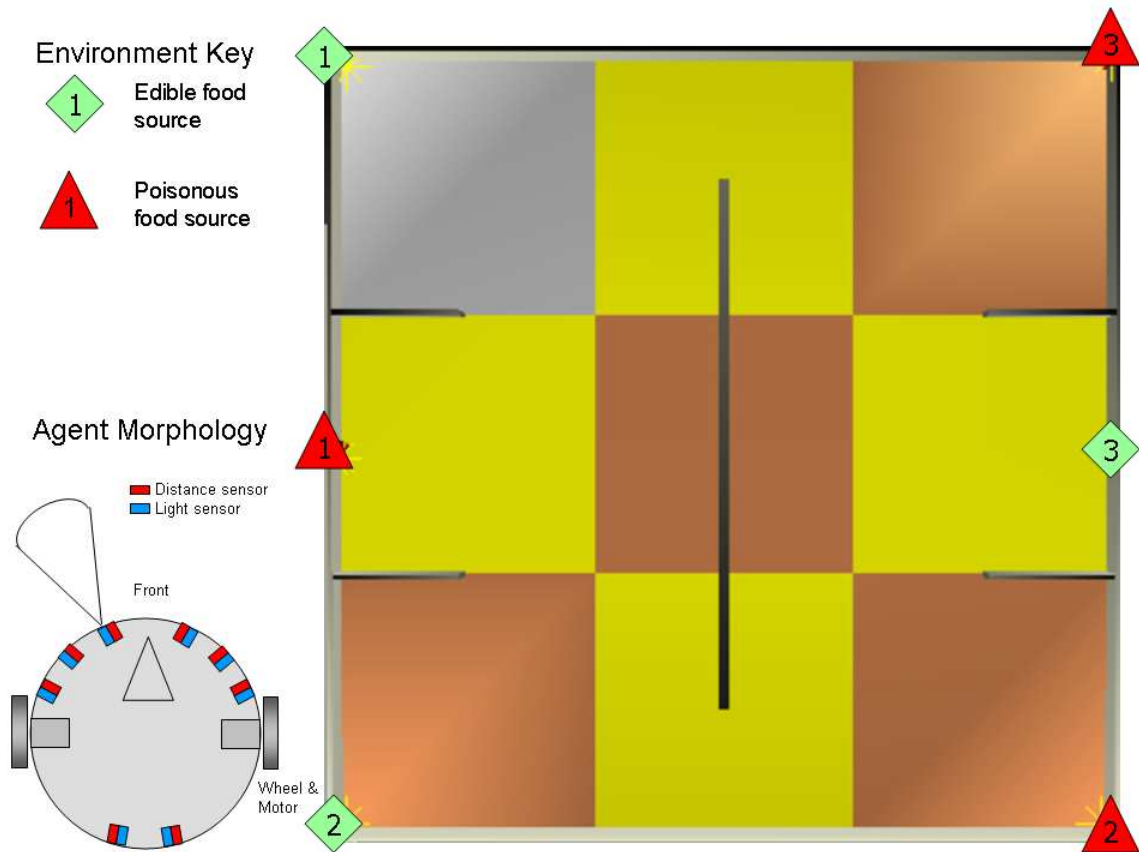 Environment Key
1
Edible food
source
1
Poisonous
food source
1
3
1
3
2
2
Agent Morphology
Distance sensor
Light sensor
Front
Wheel &
Motor